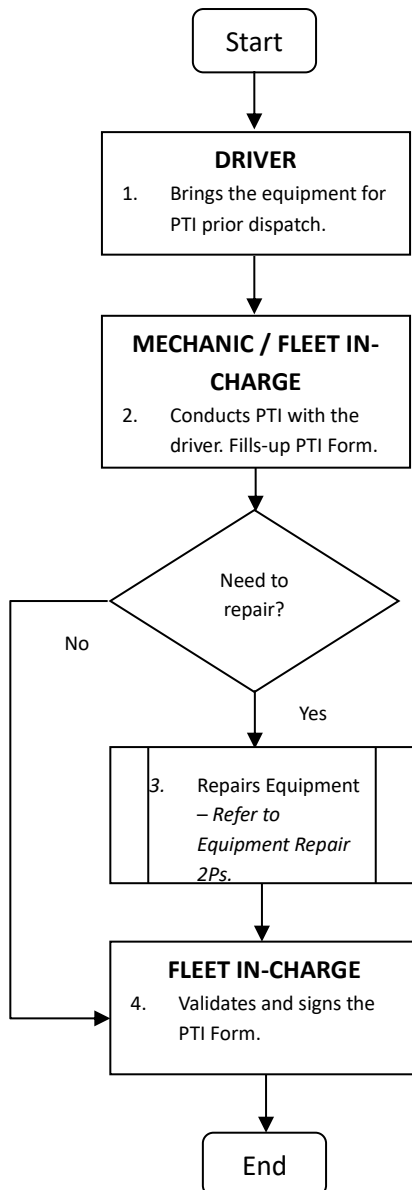 Start
DRIVER
1. Brings the equipment for
PTI prior dispatch.
MECHANIC / FLEET IN-
CHARGE
2. Conducts PTI with the
driver. Fills-up PTI Form.
Need to
repair?
No
Yes
3. Repairs Equipment
– Refer to
Equipment Repair
2Ps.
FLEET IN-CHARGE
4. Validates and signs the
PTI Form.
End